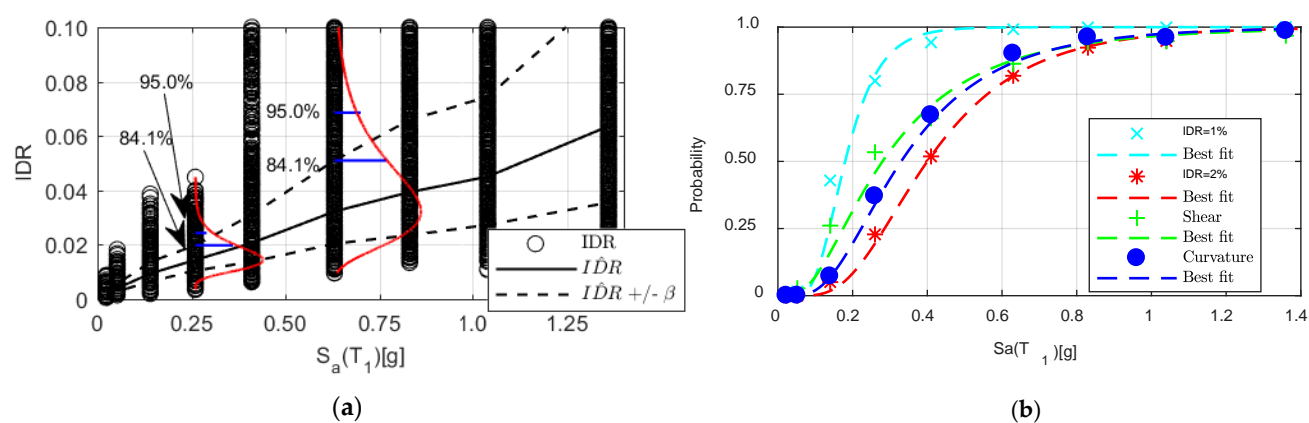 0.10
0.08
0.06
0.04
0.02
0
IDR
95.0%
84.1%
95.0%
84.1%
0 0.25 0.50 0.75 1.0 1.25
S_a(T_1)[g]
IDR
ID̂R
ID̂R +/- β
(a)
1.0
0.75
0.50
0.25
0
Probability
IDR=1%
Best fit
IDR=2%
Best fit
Shear
Best fit
Curvature
Best fit
0 0.2 0.4 0.6 0.8 1 1.2 1.4
Sa(T_1)[g]
(b)